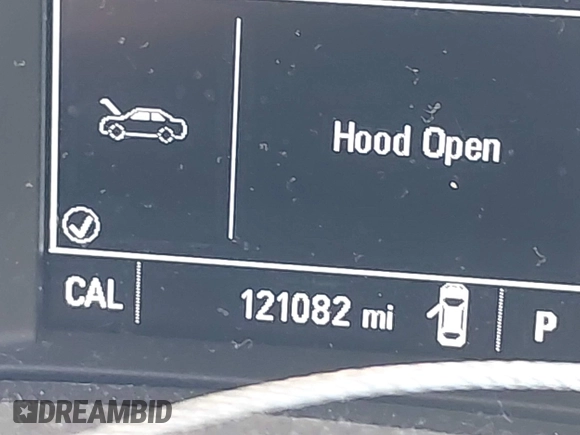 Hood Open
CAL
121082 mi
P
DREAMBID